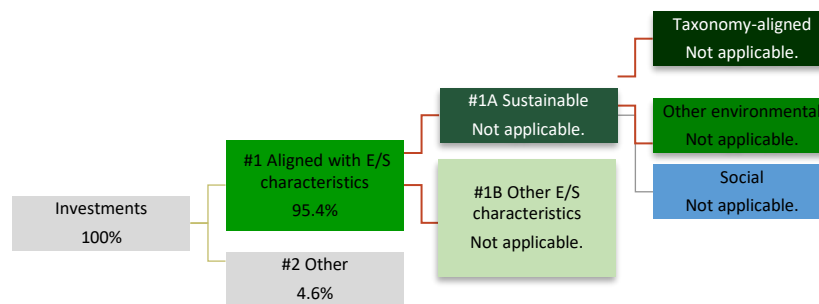 Taxonomy-aligned
Not applicable.
#1A Sustainable
Not applicable.
Other environmental
Not applicable.
#1 Aligned with E/S
characteristics
95.4%
#1B Other E/S
characteristics
Not applicable.
Social
Not applicable.
Investments
100%
#2 Other
4.6%